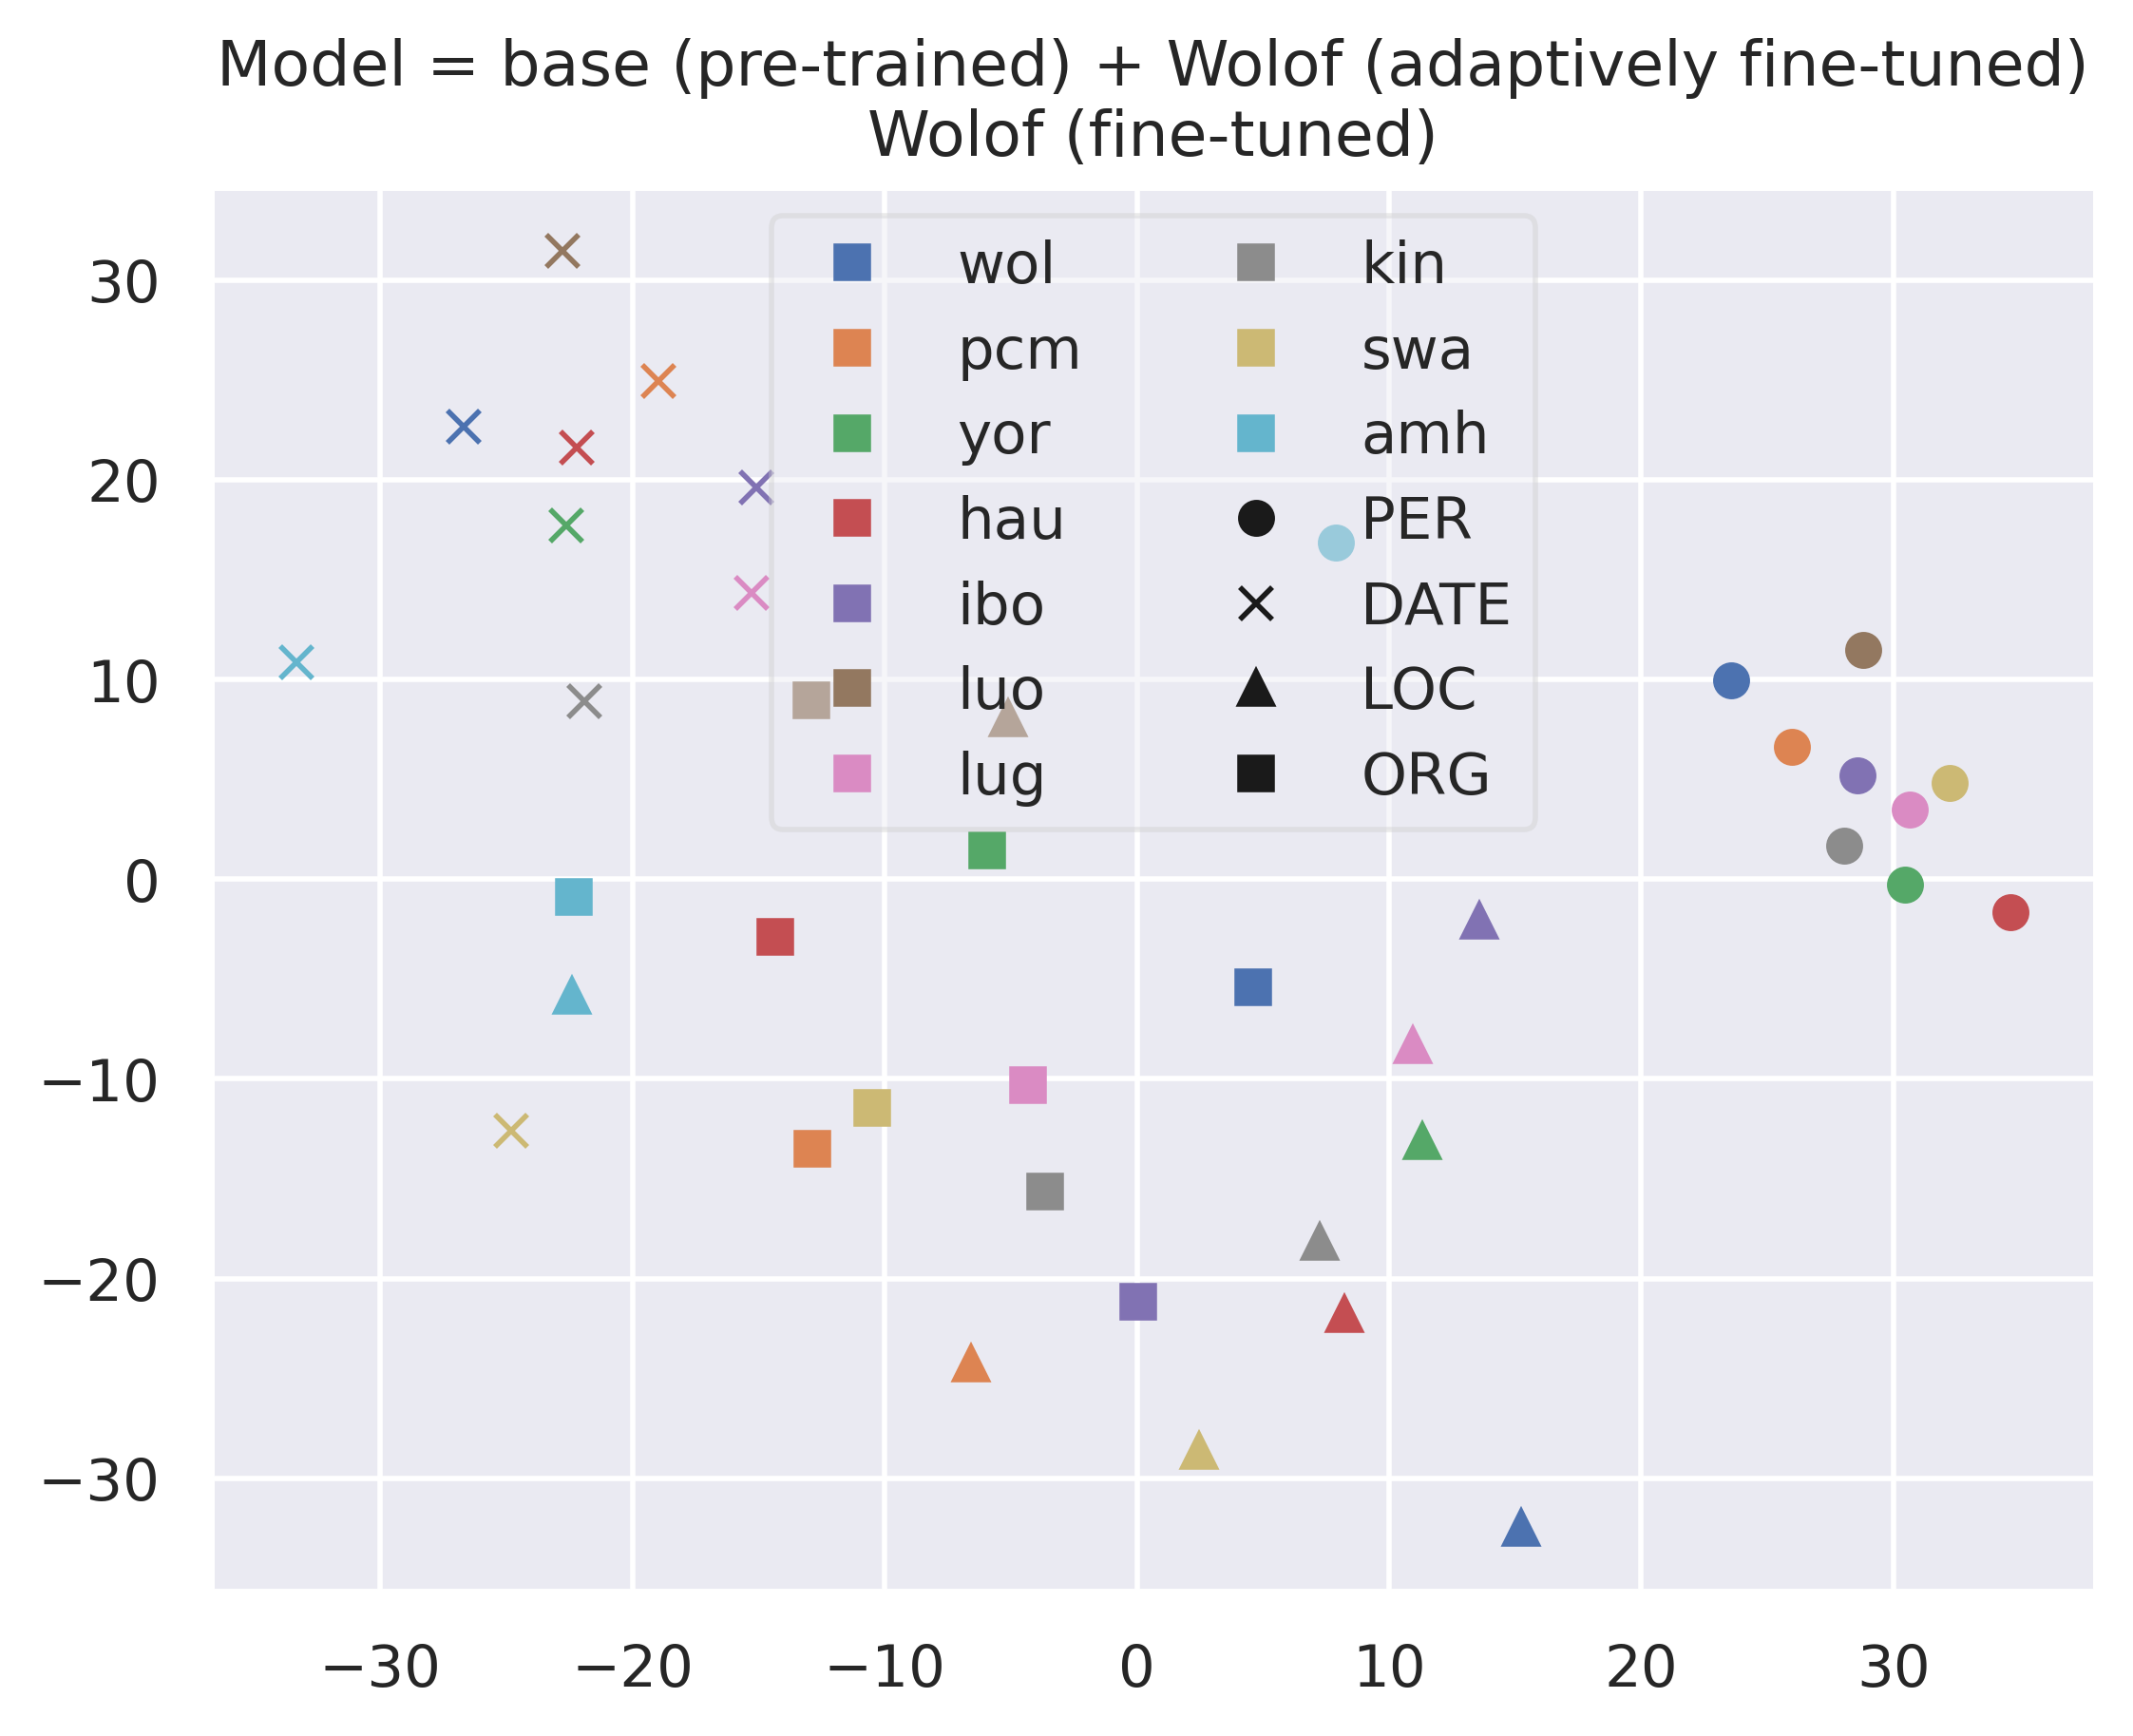 Model = base (pre-trained) + Wolof (adaptively fine-tuned)
Wolof (fine-tuned)
wol
pcm
yor
hau
ibo
luo
lug
kin
swa
amh
PER
DATE
LOC
ORG
30
20
10
0
−10
−20
−30
−30 −20 −10 0 10 20 30